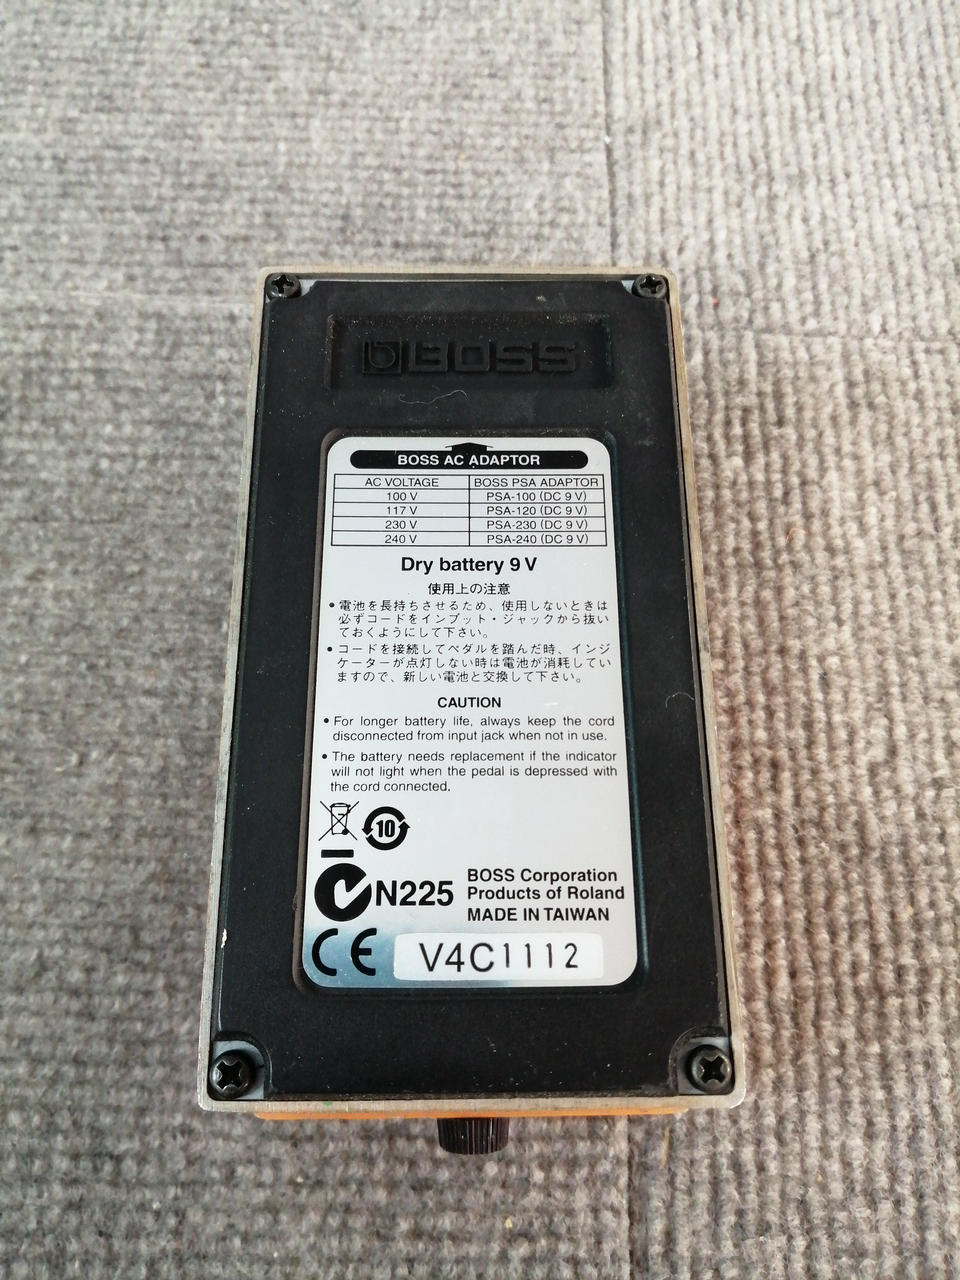 BOSS
BOSS AC ADAPTOR
AC VOLTAGE BOSS PSA ADAPTOR
100 V PSA-100 (DC 9 V)
117 V PSA-120 (DC 9 V)
230 V PSA-230 (DC 9 V)
240 V PSA-240 (DC 9 V)
Dry battery 9 V
使用上の注意
• 電池を長持ちさせるため、使用しないときは
必ずコードをインプット・ジャックから抜い
ておくようにして下さい。
• コードを接続してペダルを踏んだ時、インジ
ケーターが点灯しない時は電池が消耗してい
ますので、新しい電池と交換して下さい。
CAUTION
• For longer battery life, always keep the cord
disconnected from input jack when not in use.
• The battery needs replacement if the indicator
will not light when the pedal is depressed with
the cord connected.
10
N225
BOSS Corporation
Products of Roland
MADE IN TAIWAN
CE
V4C1112